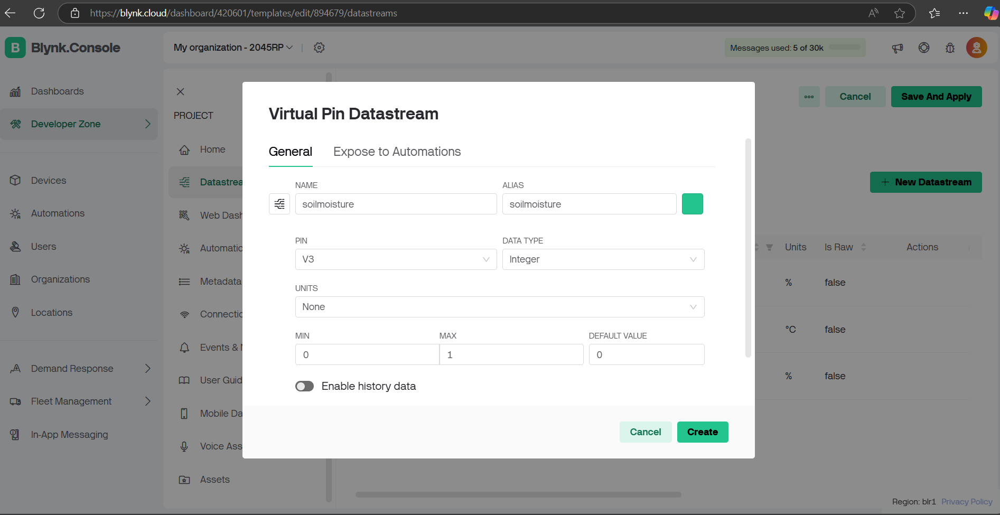 https://blynk.cloud/dashboard/420601/templates/edit/894679/datastreams
B Blynk.Console
My organization - 2045RP
Messages used: 5 of 30k
Dashboards
Developer Zone
Devices
Automations
Users
Organizations
Locations
Demand Response
Fleet Management
In-App Messaging
PROJECT
Home
Datastrea
Web Dash
Automatic
Metadata
Connectio
Events &
User Guid
Mobile Da
Voice Ass
Assets
Cancel
Save And Apply
New Datastream
Units
Is Raw
Actions
%
false
°C
false
%
false
Virtual Pin Datastream
General
Expose to Automations
NAME
ALIAS
soilmoisture
soilmoisture
PIN
DATA TYPE
V3
Integer
UNITS
None
MIN
MAX
DEFAULT VALUE
0
1
0
Enable history data
Cancel
Create
Region: blr1 Privacy Policy